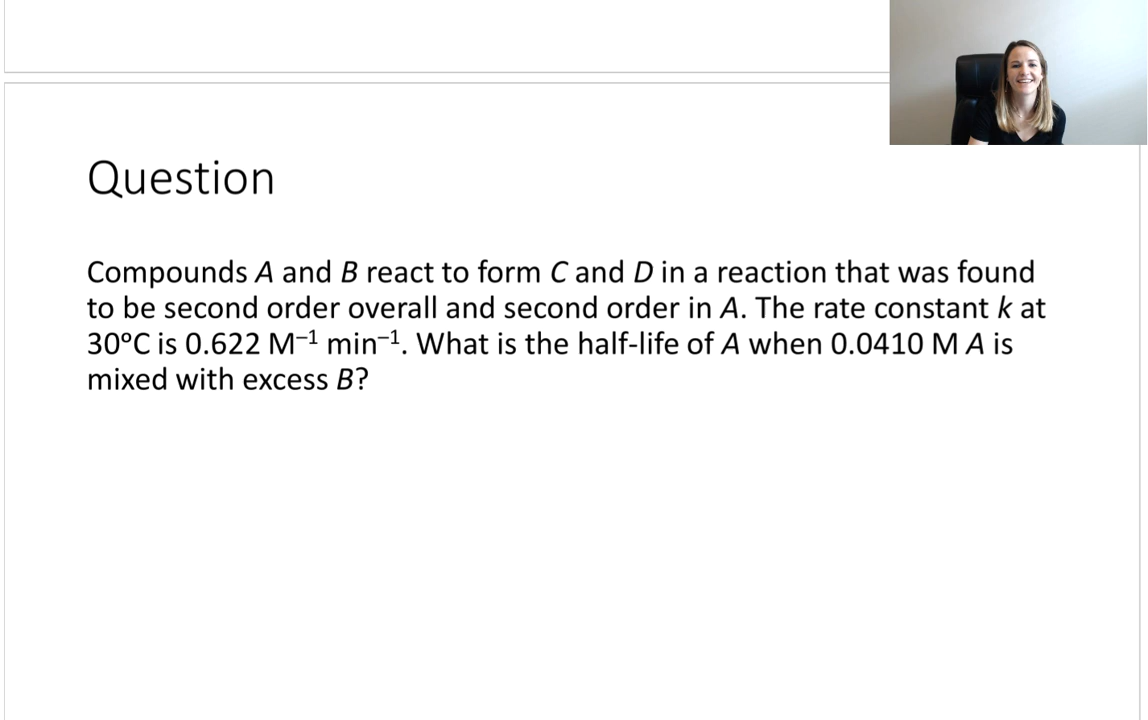 Question
Compounds A and B react to form C and D in a reaction that was found
to be second order overall and second order in A. The rate constant k at
30ºC is 0.622 M⁻¹ min⁻¹. What is the half-life of A when 0.0410 M A is
mixed with excess B?